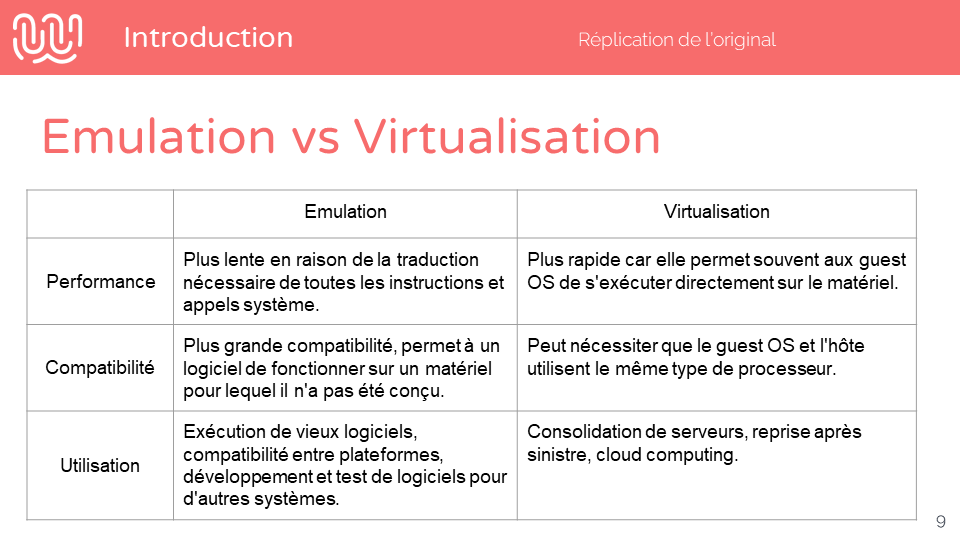 Introduction
Réplication de l'original
Emulation vs Virtualisation
Emulation
Virtualisation
Performance
Plus lente en raison de la traduction
nécessaire de toutes les instructions et
appels système.
Plus rapide car elle permet souvent aux guest
OS de s'exécuter directement sur le matériel.
Compatibilité
Plus grande compatibilité, permet à un
logiciel de fonctionner sur un matériel
pour lequel il n'a pas été conçu.
Peut nécessiter que le guest OS et l'hôte
utilisent le même type de processeur.
Utilisation
Exécution de vieux logiciels,
compatibilité entre plateformes,
développement et test de logiciels pour
d'autres systèmes.
Consolidation de serveurs, reprise après
sinistre, cloud computing.
9